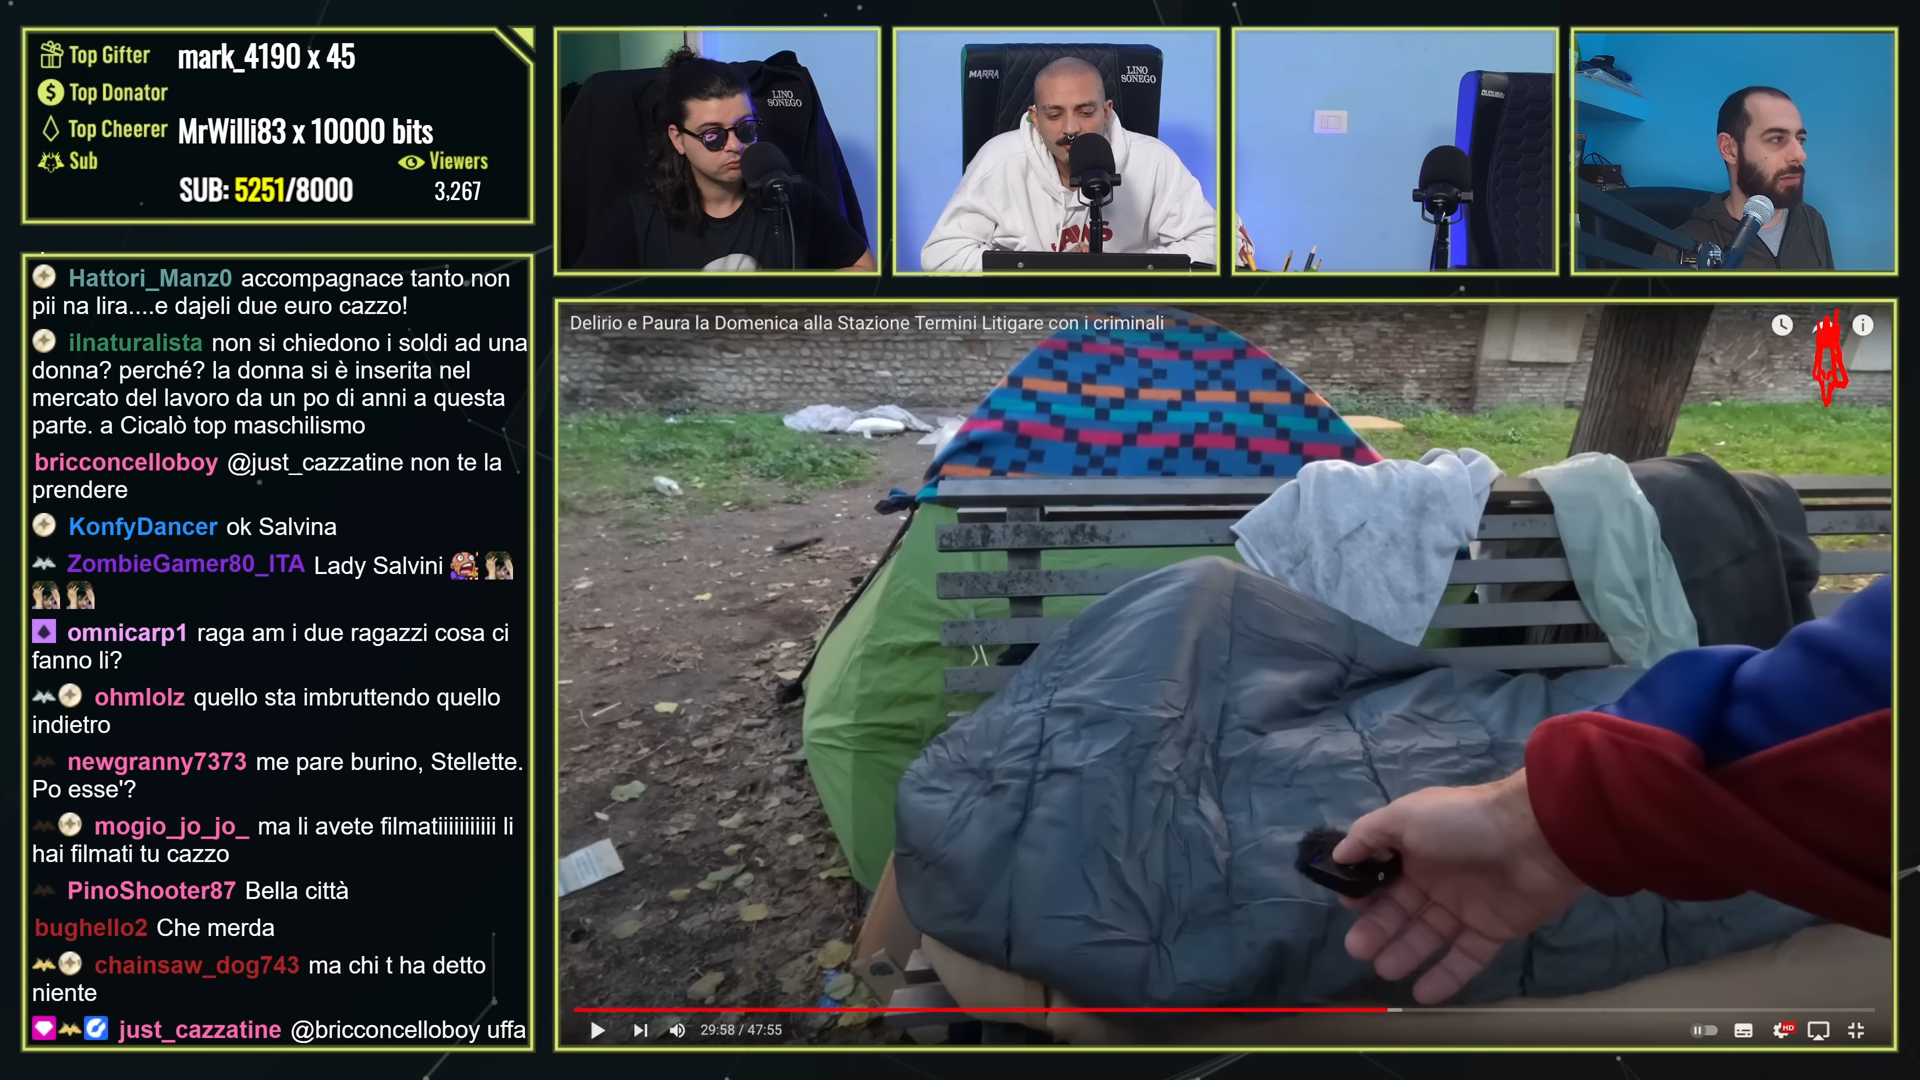 Top Gifter mark_4190 x 45
Top Donator
Top Cheerer MrWilli83 x 10000 bits
Sub Viewers
SUB: 5251/8000 3,267
LINO SONEGO
MARRA
LINO SONEGO
Hattori_Manz0 accompagnace tanto non
pii na lira....e dajeli due euro cazzo!
ilnaturalista non si chiedono i soldi ad una
donna? perché? la donna si è inserita nel
mercato del lavoro da un po di anni a questa
parte. a Cicalò top maschilismo
bricconcelloboy @just_cazzatine non te la
prendere
KonfyDancer ok Salvina
ZombieGamer80_ITA Lady Salvini
omnicarp1 raga am i due ragazzi cosa ci
fanno li?
ohmlolz quello sta imbruttendo quello
indietro
newgranny7373 me pare burino, Stellette.
Po esse'?
mogio_jo_jo_ ma li avete filmatiiiiiiiiiii li
hai filmati tu cazzo
PinoShooter87 Bella città
bughello2 Che merda
chainsaw_dog743 ma chi t ha detto
niente
just_cazzatine @bricconcelloboy uffa
Delirio e Paura la Domenica alla Stazione Termini Litigare con i criminali
29:58 / 47:55
HD